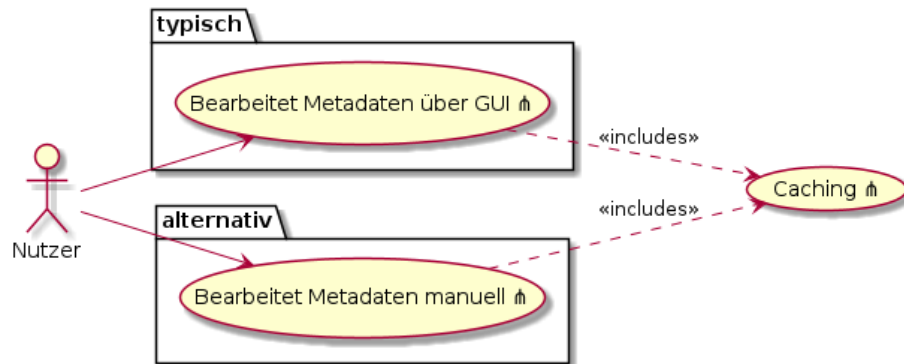 typisch
Bearbeitet Metadaten über GUI ⋔
«includes»
Caching ⋔
Nutzer
«includes»
alternativ
Bearbeitet Metadaten manuell ⋔